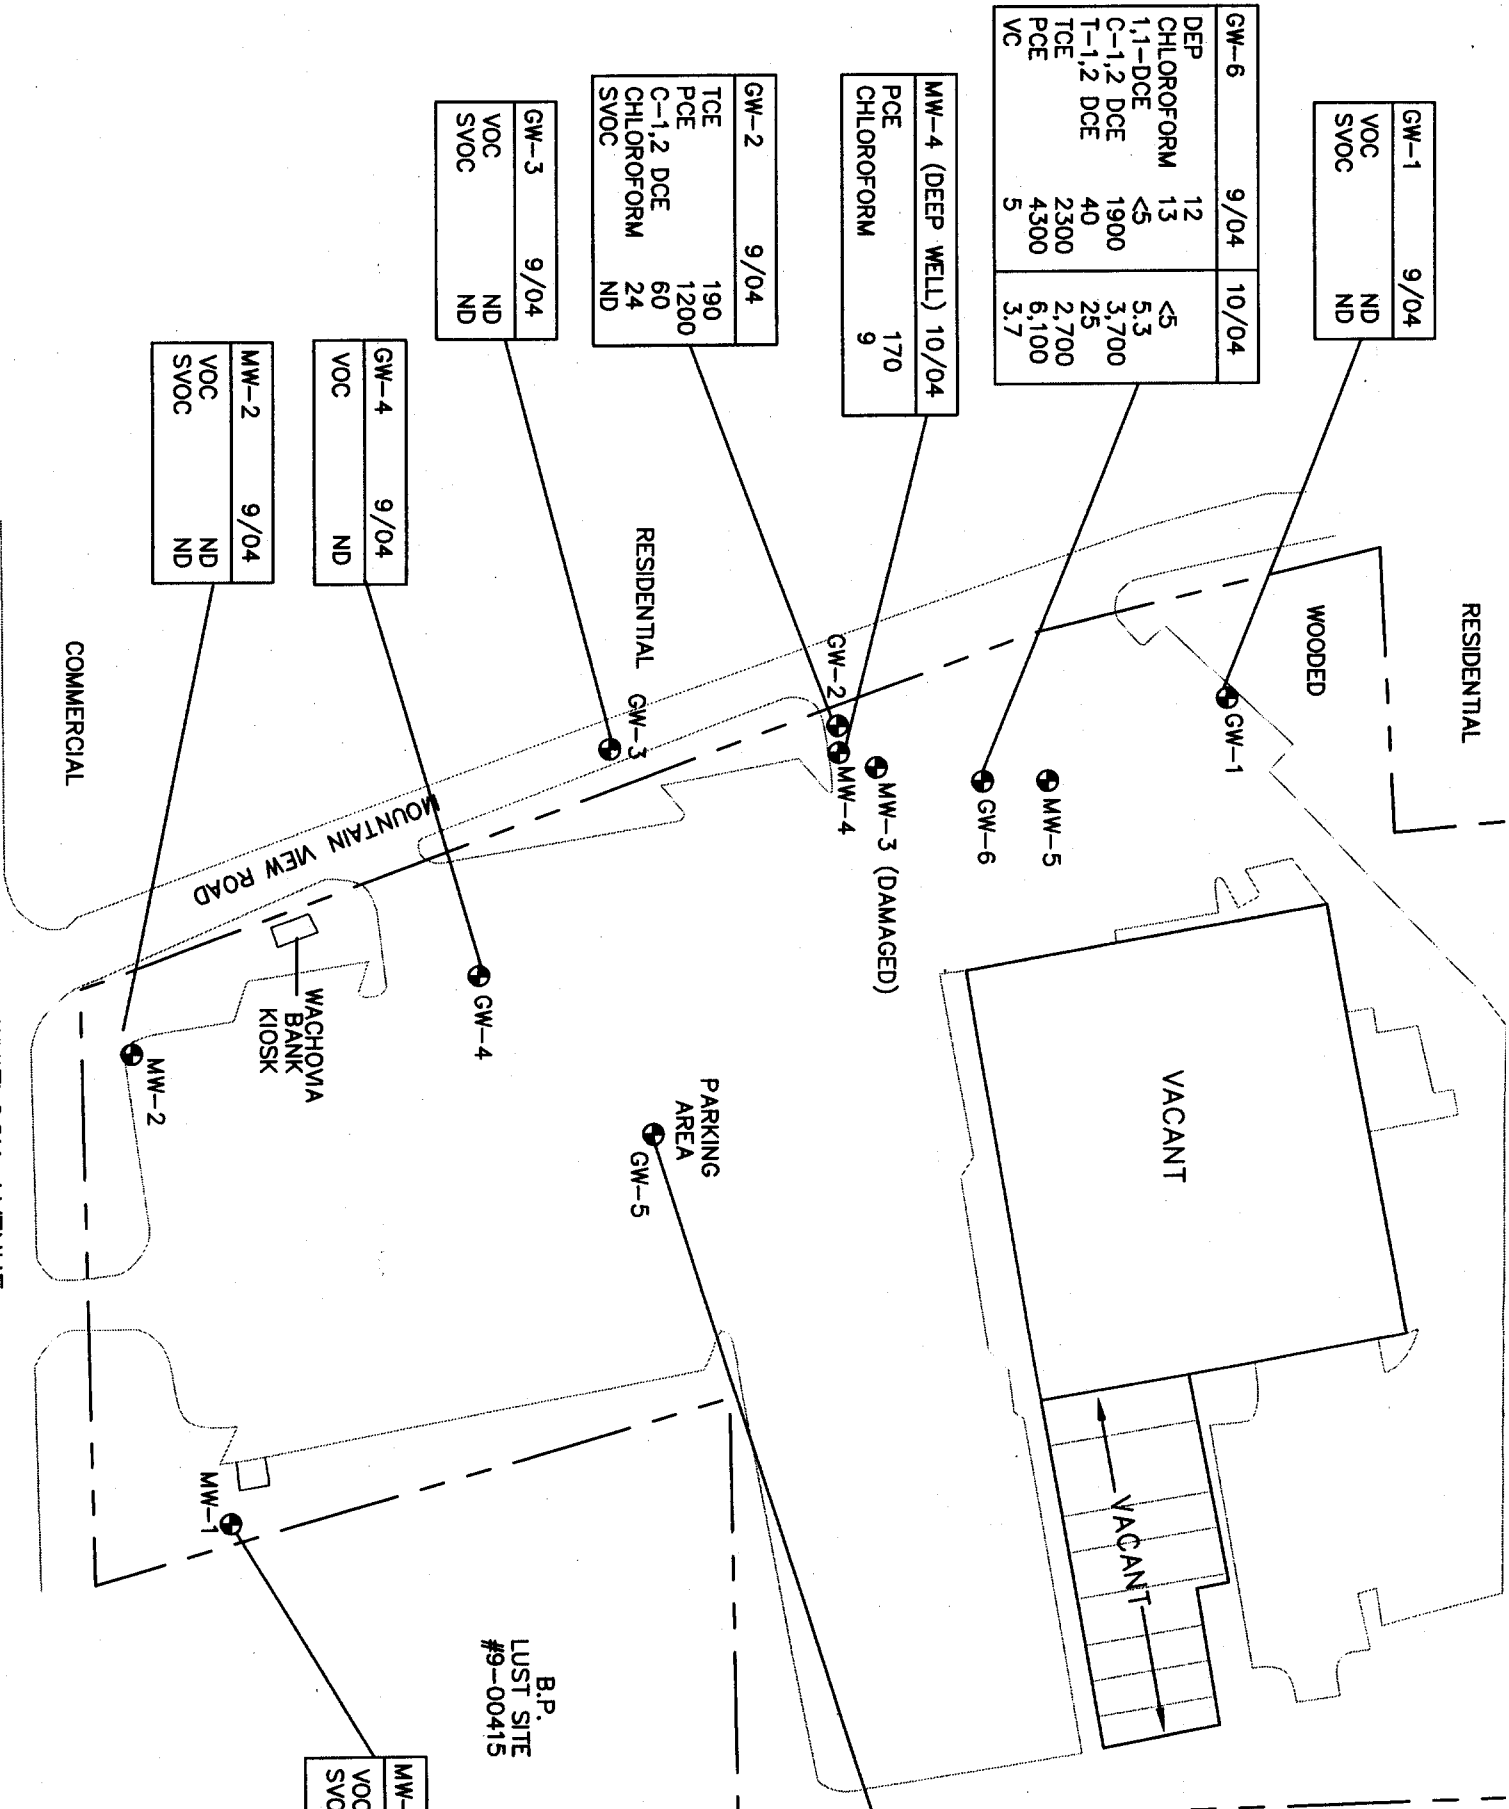 RESIDENTIAL
GW-1 9/04
VOC ND
SVOC ND
WOODED
GW-1
GW-6 9/04 10/04
DEP 12
CHLOROFORM 13 <5
1,1-DCE <5 5.3
C-1,2 DCE 1900 3,700
T-1,2 DCE 40 25
TCE 2300 2,700
PCE 4300 6,100
VC 5 3.7
VACANT
VACANT
MW-5
GW-6
MW-4 (DEEP WELL) 10/04
PCE 170
CHLOROFORM 9
MW-3 (DAMAGED)
GW-2
MW-4
GW-2 9/04
TCE 190
PCE 1200
C-1,2 DCE 60
CHLOROFORM 24
SVOC ND
PARKING
AREA
GW-5
RESIDENTIAL
GW-3
GW-3 9/04
VOC ND
SVOC ND
B.P.
LUST SITE
#9-00415
GW-4
MOUNTAIN VIEW ROAD
GW-4 9/04
VOC ND
WACHOVIA
BANK
KIOSK
MW-
VOC
MW-1
MW-2 9/04
VOC ND
SVOC ND
MW-2
COMMERCIAL